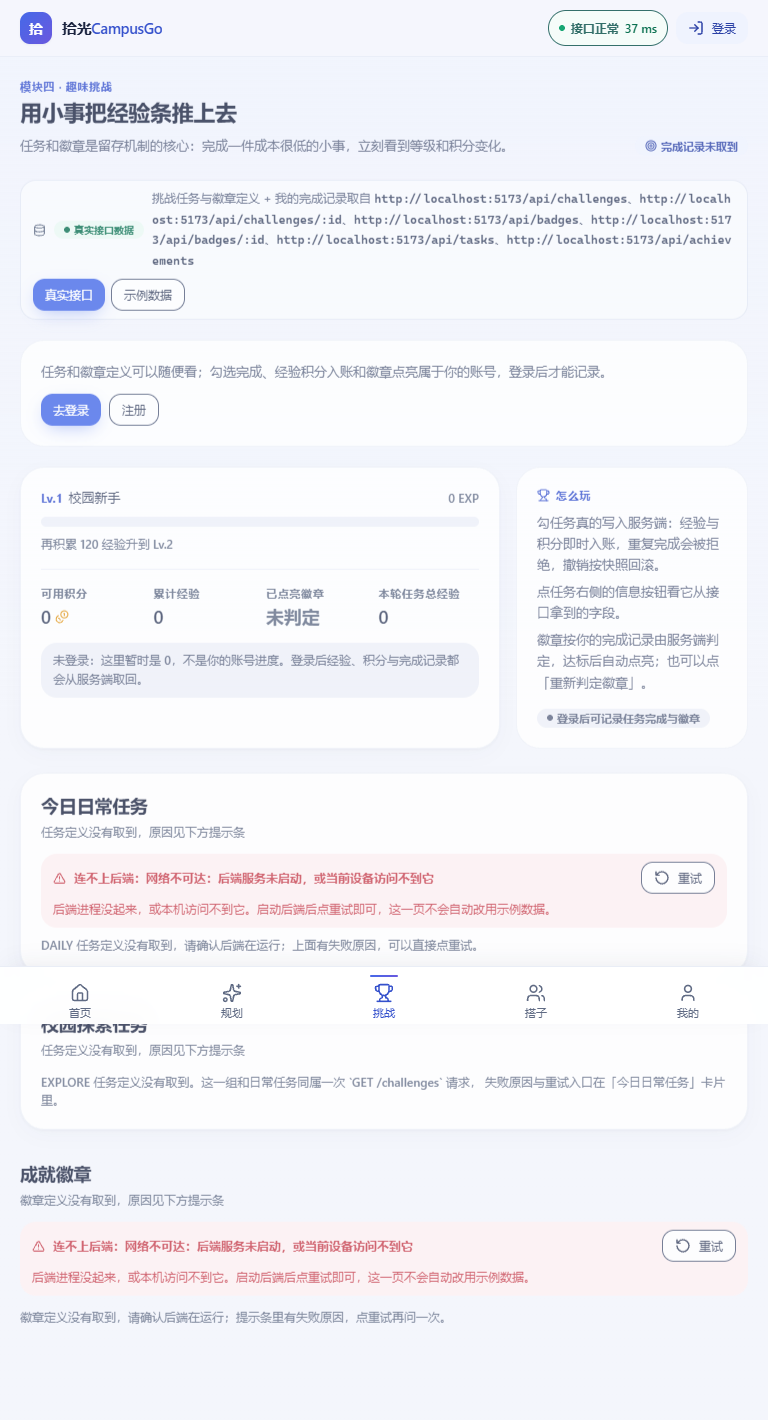 拾 拾光CampusGo 接口正常 37 ms 登录
模块四 · 趣味挑战
用小事把经验条推上去
任务和徽章是留存机制的核心：完成一件成本很低的小事，立刻看到等级和积分变化。 完成记录未取到
挑战任务与徽章定义 + 我的完成记录取自 http://localhost:5173/api/challenges、http://localh
ost:5173/api/challenges/:id、http://localhost:5173/api/badges、http://localhost:517
真实接口数据
3/api/badges/:id、http://localhost:5173/api/tasks、http://localhost:5173/api/achiev
ements
真实接口 示例数据
任务和徽章定义可以随便看；勾选完成、经验积分入账和徽章点亮属于你的账号，登录后才能记录。
去登录 注册
Lv.1 校园新手 0 EXP
再积累 120 经验升到 Lv.2
可用积分 累计经验 已点亮徽章 本轮任务总经验
0 0 未判定 0
未登录：这里暂时是 0，不是你的账号进度。登录后经验、积分与完成记录都
会从服务端取回。
怎么玩
勾任务真的写入服务端：经验与
积分即时入账，重复完成会被拒
绝，撤销按快照回滚。
点任务右侧的信息按钮看它从接
口拿到的字段。
徽章按你的完成记录由服务端判
定，达标后自动点亮；也可以点
「重新判定徽章」。
登录后可记录任务完成与徽章
今日日常任务
任务定义没有取到，原因见下方提示条
连不上后端：网络不可达：后端服务未启动，或当前设备访问不到它 重试
后端进程没起来，或本机访问不到它。启动后端后点重试即可，这一页不会自动改用示例数据。
DAILY 任务定义没有取到，请确认后端在运行；上面有失败原因，可以直接点重试。
首页 规划 挑战 搭子 我的
校园探索任务
任务定义没有取到，原因见下方提示条
EXPLORE 任务定义没有取到。这一组和日常任务同属一次 `GET /challenges` 请求， 失败原因与重试入口在「今日日常任务」卡片
里。
成就徽章
徽章定义没有取到，原因见下方提示条
连不上后端：网络不可达：后端服务未启动，或当前设备访问不到它 重试
后端进程没起来，或本机访问不到它。启动后端后点重试即可，这一页不会自动改用示例数据。
徽章定义没有取到，请确认后端在运行；提示条里有失败原因，点重试再问一次。